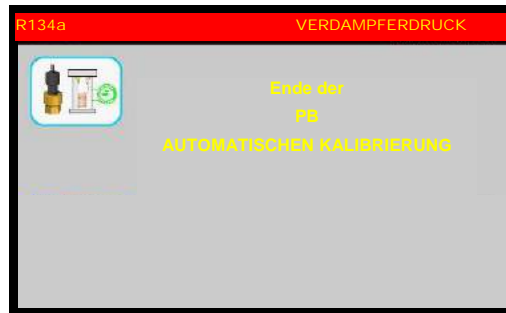 R134a VERDAMPFERDRUCK
Ende der
PB
AUTOMATISCHEN KALIBRIERUNG